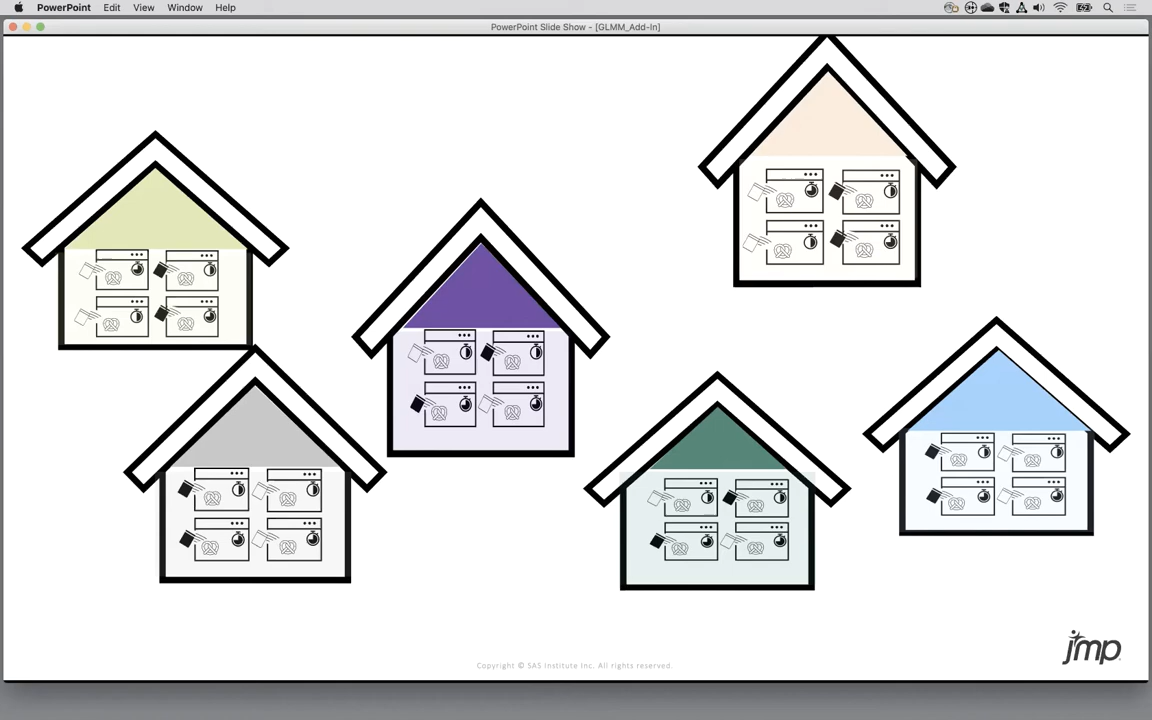 PowerPoint Edit View Window Help
PowerPoint Slide Show - [GLMM_Add-In]
Copyright © SAS Institute Inc. All rights reserved.
jmp